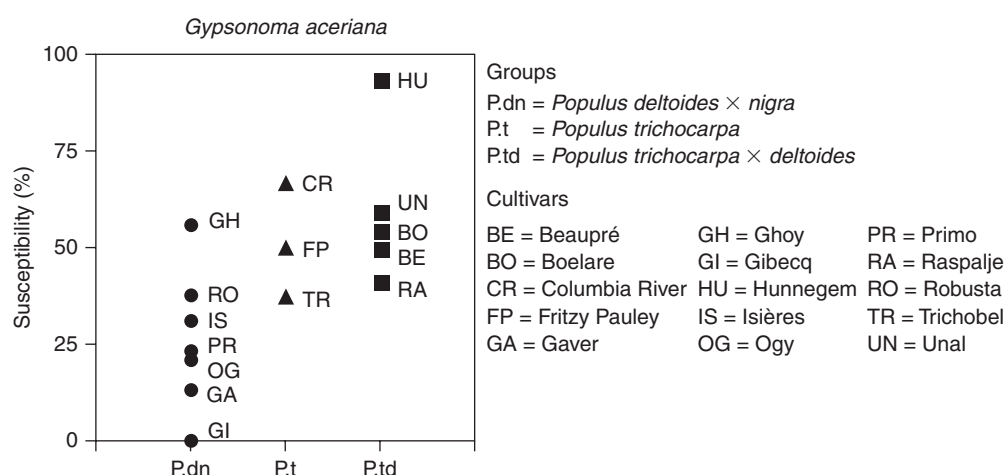 Gypsonoma aceriana
Susceptibility (%)
100
75
50
25
0
GH
RO
IS
PR
OG
GA
GI
CR
FP
TR
HU
UN
BO
BE
RA
P.dn P.t P.td
Groups
P.dn = Populus deltoides × nigra
P.t = Populus trichocarpa
P.td = Populus trichocarpa × deltoides
Cultivars
BE = Beaupré GH = Ghoy PR = Primo
BO = Boelare GI = Gibecq RA = Raspalje
CR = Columbia River HU = Hunnegem RO = Robusta
FP = Fritzy Pauley IS = Isières TR = Trichobel
GA = Gaver OG = Ogy UN = Unal